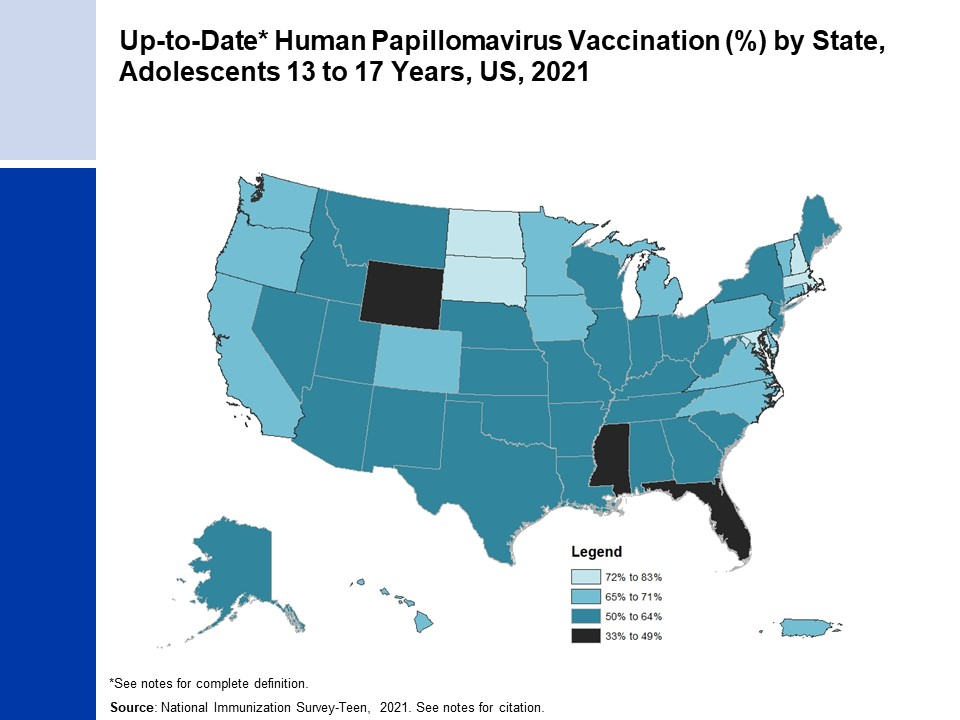 Up-to-Date* Human Papillomavirus Vaccination (%) by State,
Adolescents 13 to 17 Years, US, 2021
Legend
72% to 83%
65% to 71%
50% to 64%
33% to 49%
*See notes for complete definition.
Source: National Immunization Survey-Teen, 2021. See notes for citation.